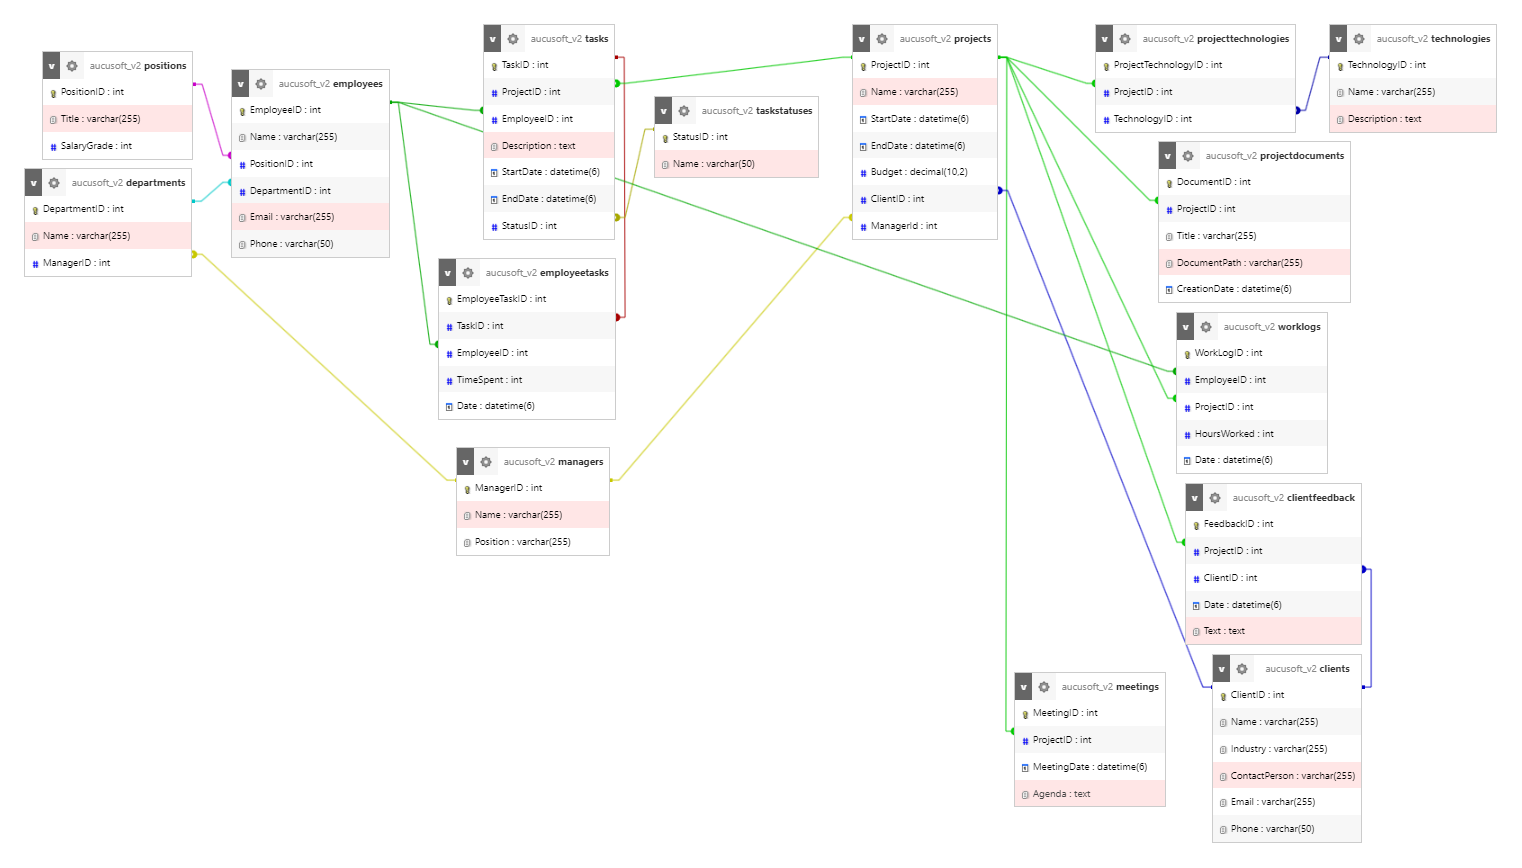 v aucusoft_v2 positions
PositionID : int
Title : varchar(255)
SalaryGrade : int
v aucusoft_v2 departments
DepartmentID : int
Name : varchar(255)
ManagerID : int
v aucusoft_v2 employees
EmployeeID : int
Name : varchar(255)
PositionID : int
DepartmentID : int
Email : varchar(255)
Phone : varchar(50)
v aucusoft_v2 tasks
TaskID : int
ProjectID : int
EmployeeID : int
Description : text
StartDate : datetime(6)
EndDate : datetime(6)
StatusID : int
v aucusoft_v2 employeetasks
EmployeeTaskID : int
TaskID : int
EmployeeID : int
TimeSpent : int
Date : datetime(6)
v aucusoft_v2 managers
ManagerID : int
Name : varchar(255)
Position : varchar(255)
v aucusoft_v2 taskstatuses
StatusID : int
Name : varchar(50)
v aucusoft_v2 projects
ProjectID : int
Name : varchar(255)
StartDate : datetime(6)
EndDate : datetime(6)
Budget : decimal(10,2)
ClientID : int
ManagerId : int
v aucusoft_v2 projecttechnologies
ProjectTechnologyID : int
ProjectID : int
TechnologyID : int
v aucusoft_v2 technologies
TechnologyID : int
Name : varchar(255)
Description : text
v aucusoft_v2 projectdocuments
DocumentID : int
ProjectID : int
Title : varchar(255)
DocumentPath : varchar(255)
CreationDate : datetime(6)
v aucusoft_v2 worklogs
WorkLogID : int
EmployeeID : int
ProjectID : int
HoursWorked : int
Date : datetime(6)
v aucusoft_v2 clientfeedback
FeedbackID : int
ProjectID : int
ClientID : int
Date : datetime(6)
Text : text
v aucusoft_v2 meetings
MeetingID : int
ProjectID : int
MeetingDate : datetime(6)
Agenda : text
v aucusoft_v2 clients
ClientID : int
Name : varchar(255)
Industry : varchar(255)
ContactPerson : varchar(255)
Email : varchar(255)
Phone : varchar(50)